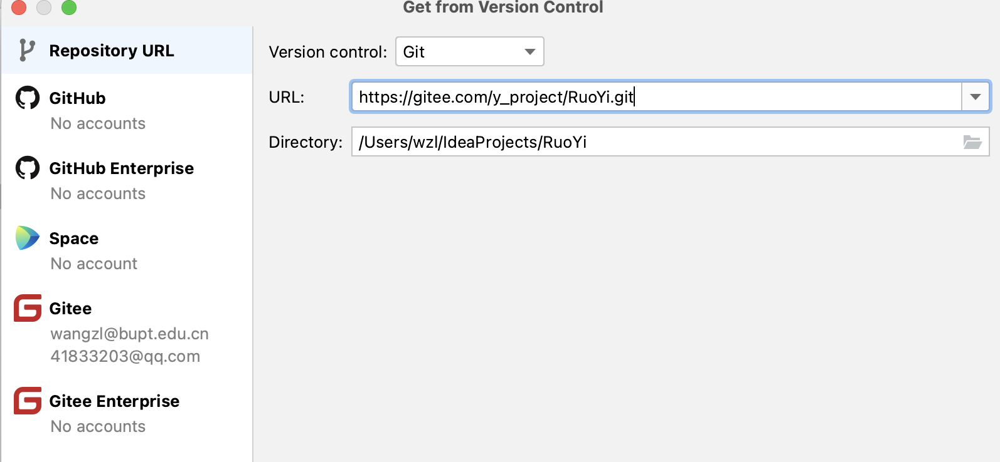 Get from Version Control
Repository URL
GitHub
No accounts
GitHub Enterprise
No accounts
Space
No account
Gitee
wangzl@bupt.edu.cn
41833203@qq.com
Gitee Enterprise
No accounts
Version control: Git
URL: https://gitee.com/y_project/RuoYi.git
Directory: /Users/wzl/IdeaProjects/RuoYi